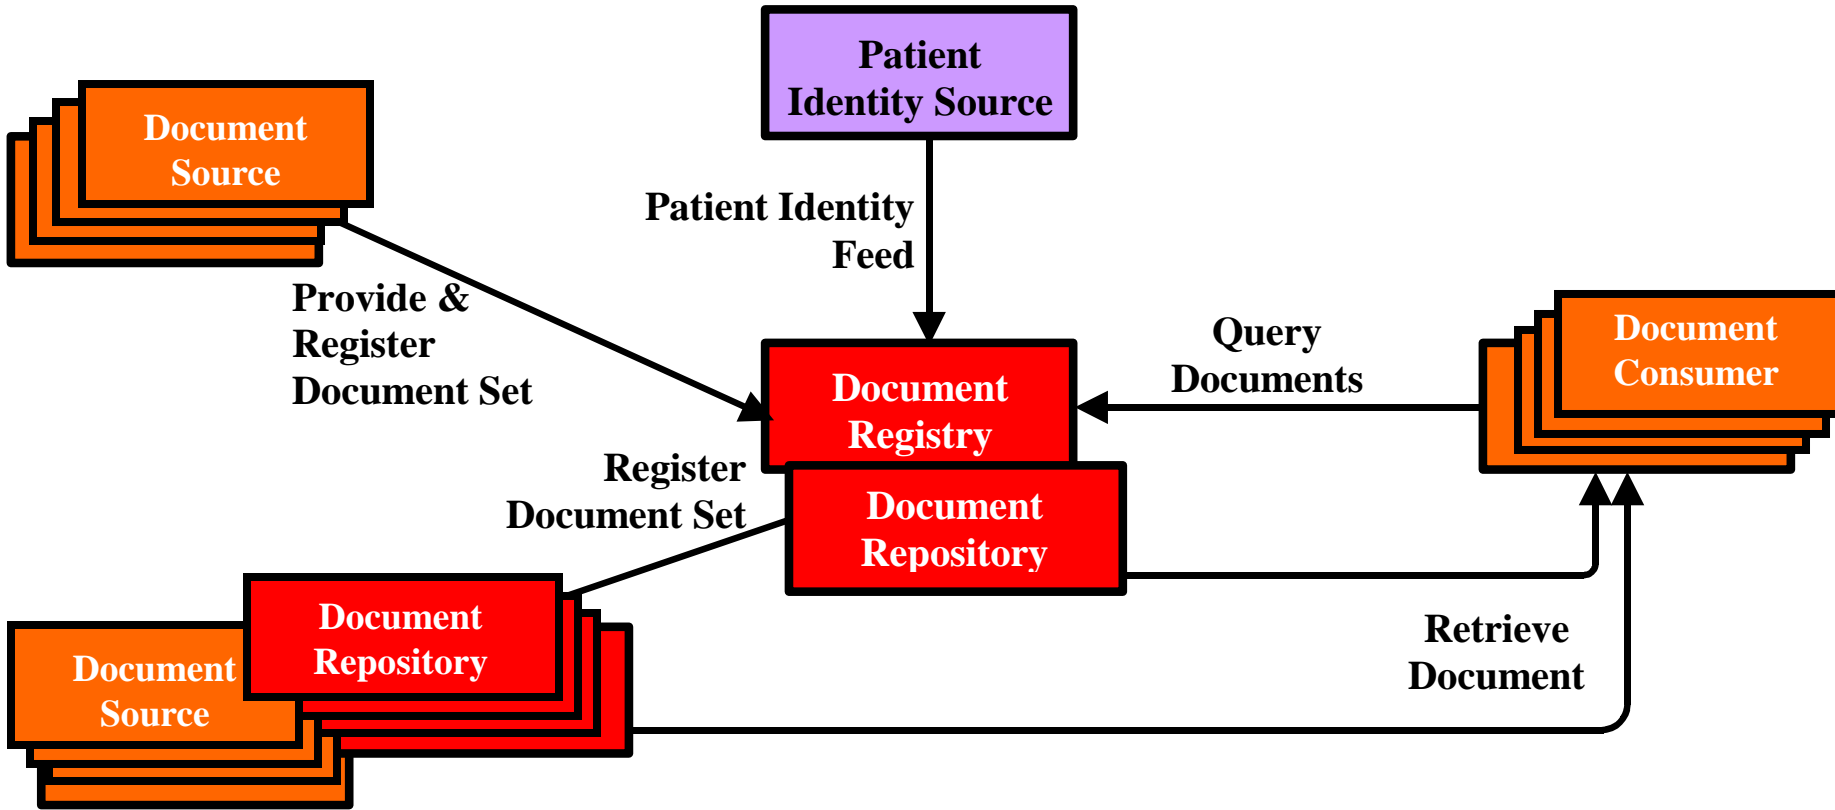 Patient
Identity Source
Document
Source
Patient Identity
Feed
Provide &
Register
Document Set
Query
Documents
Document
Consumer
Document
Registry
Register
Document Set
Document
Repository
Document
Repository
Document
Source
Retrieve
Document